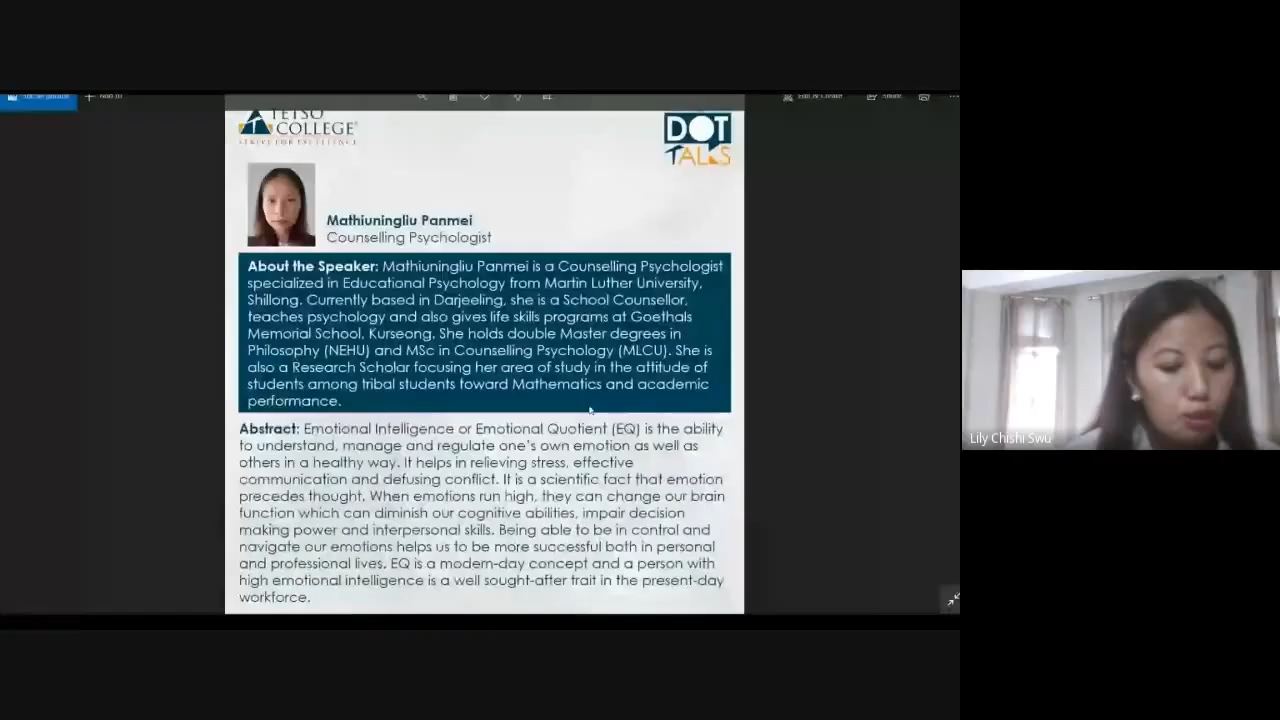 TETSO
COLLEGE
STRIVE FOR EXCELLENCE
DOT
TALKS
Mathiuningliu Panmei
Counselling Psychologist
About the Speaker: Mathiuningliu Panmei is a Counselling Psychologist
specialized in Educational Psychology from Martin Luther University,
Shillong. Currently based in Darjeeling, she is a School Counsellor,
teaches psychology and also gives life skills programs at Goethals
Memorial School, Kurseong. She holds double Master degrees in
Philosophy (NEHU) and MSc in Counselling Psychology (MLCU). She is
also a Research Scholar focusing her area of study in the attitude of
students among tribal students toward Mathematics and academic
performance.
Abstract: Emotional Intelligence or Emotional Quotient (EQ) is the ability
to understand, manage and regulate one's own emotion as well as
others in a healthy way. It helps in relieving stress, effective
communication and defusing conflict. It is a scientific fact that emotion
precedes thought. When emotions run high, they can change our brain
function which can diminish our cognitive abilities, impair decision
making power and interpersonal skills. Being able to be in control and
navigate our emotions helps us to be more successful both in personal
and professional lives. EQ is a modern-day concept and a person with
high emotional intelligence is a well sought-after trait in the present-day
workforce.
Lily Chishi Swu